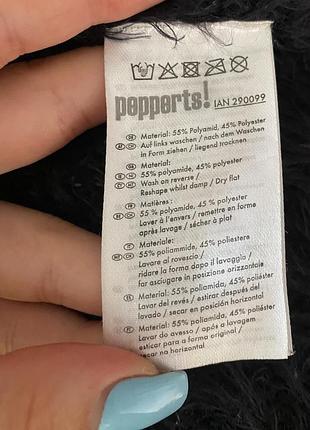 pepperts! IAN 290099
Material: 55% Polyamid, 45% Polyester
Auf links waschen / nach dem Waschen
in Form ziehen / liegend trocknen
Material:
55% polyamide, 45% polyester
Wash on reverse /
Reshape whilst damp / Dry flat
Matières :
55 % polyamide, 45 % polyester
Laver à l'envers / remettre en forme
après lavage / sécher à plat
Materiale:
55% poliammide, 45% poliestere
Lavare al rovescio /
ridare la forma dopo il lavaggio /
far asciugare in posizione orizzontale
Material: 55% poliamida, 45% poliéster
Lavar del revés / estirar después del
lavado / secar en posición horizontal
Material: 55% poliamida, 45% poliéster
Lavar do avesso / após a lavagem
esticar para a forma original /
secar na horizontal